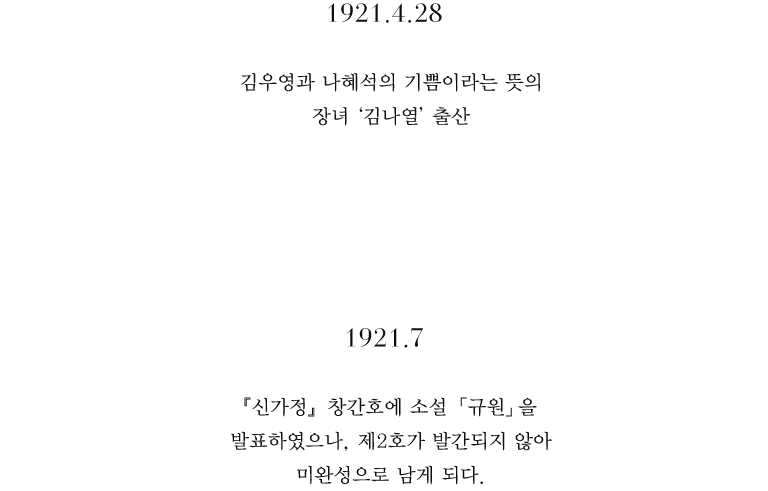 1921.4.28
김우영과 나혜석의 기쁨이라는 뜻의
장녀 ‘김나열’ 출산
1921.7
『신가정』 창간호에 소설 「규원」을
발표하였으나, 제2호가 발간되지 않아
미완성으로 남게 되다.